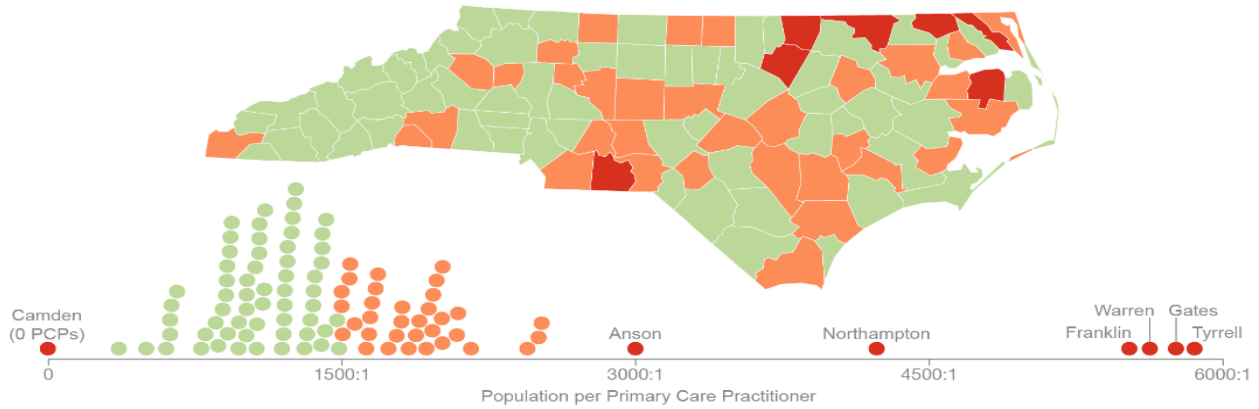 Camden
(0 PCPs)
Anson
Northampton
Warren Gates
Franklin Tyrrell
0 1500:1 3000:1 4500:1 6000:1
Population per Primary Care Practitioner